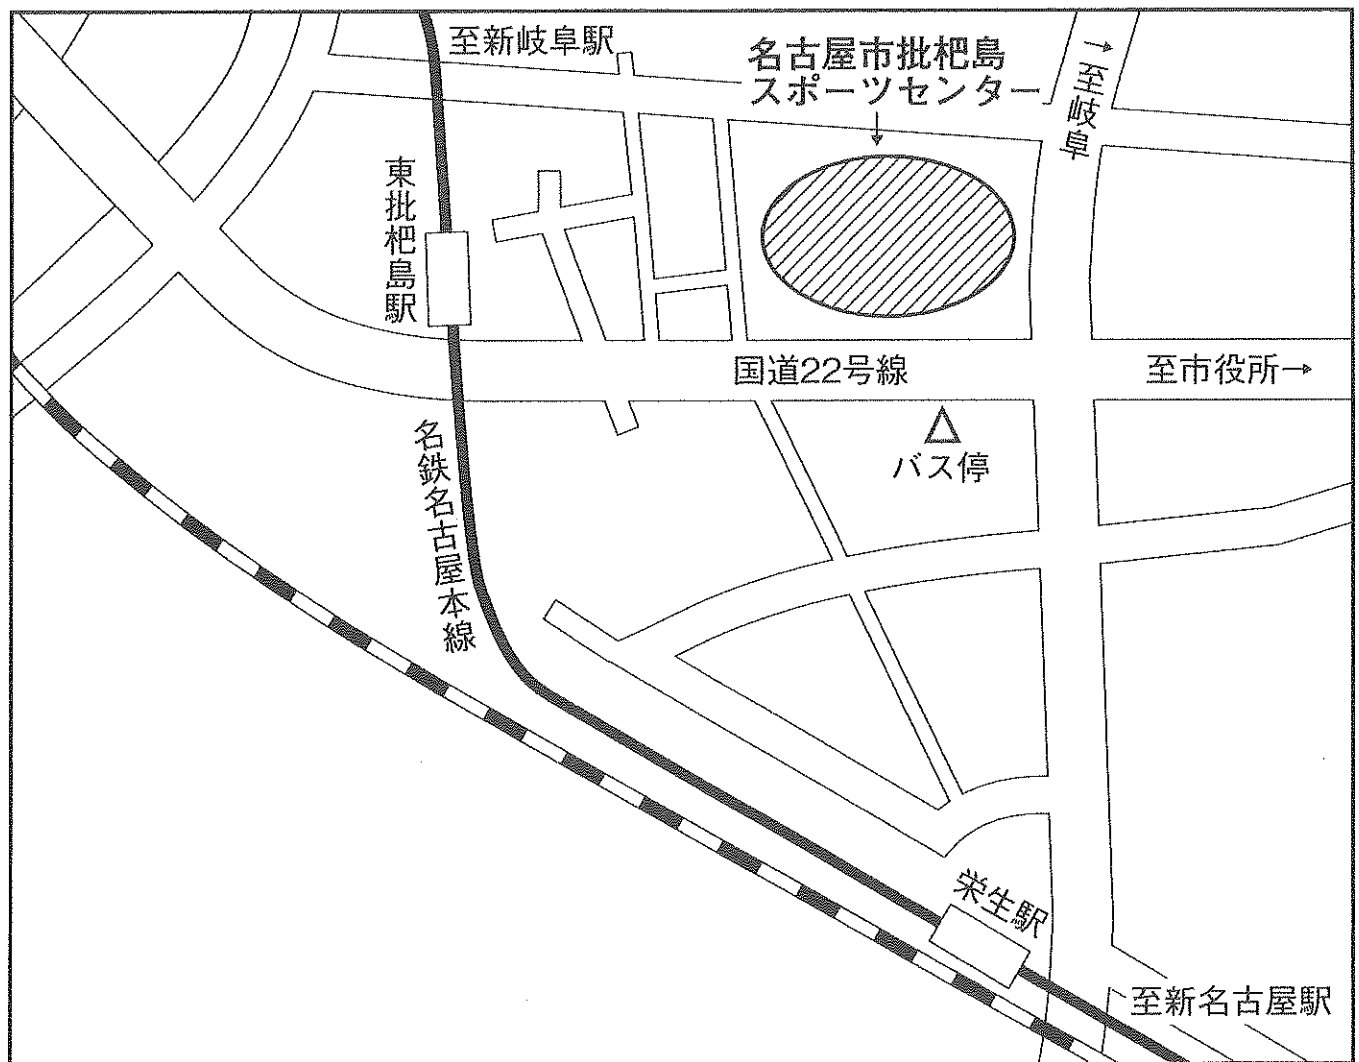 至新岐阜駅
名古屋市批杷島
スポーツセンター
→至岐阜
東批杷島駅
国道22号線
至市役所→
バス停
名鉄名古屋本線
栄生駅
至新名古屋駅